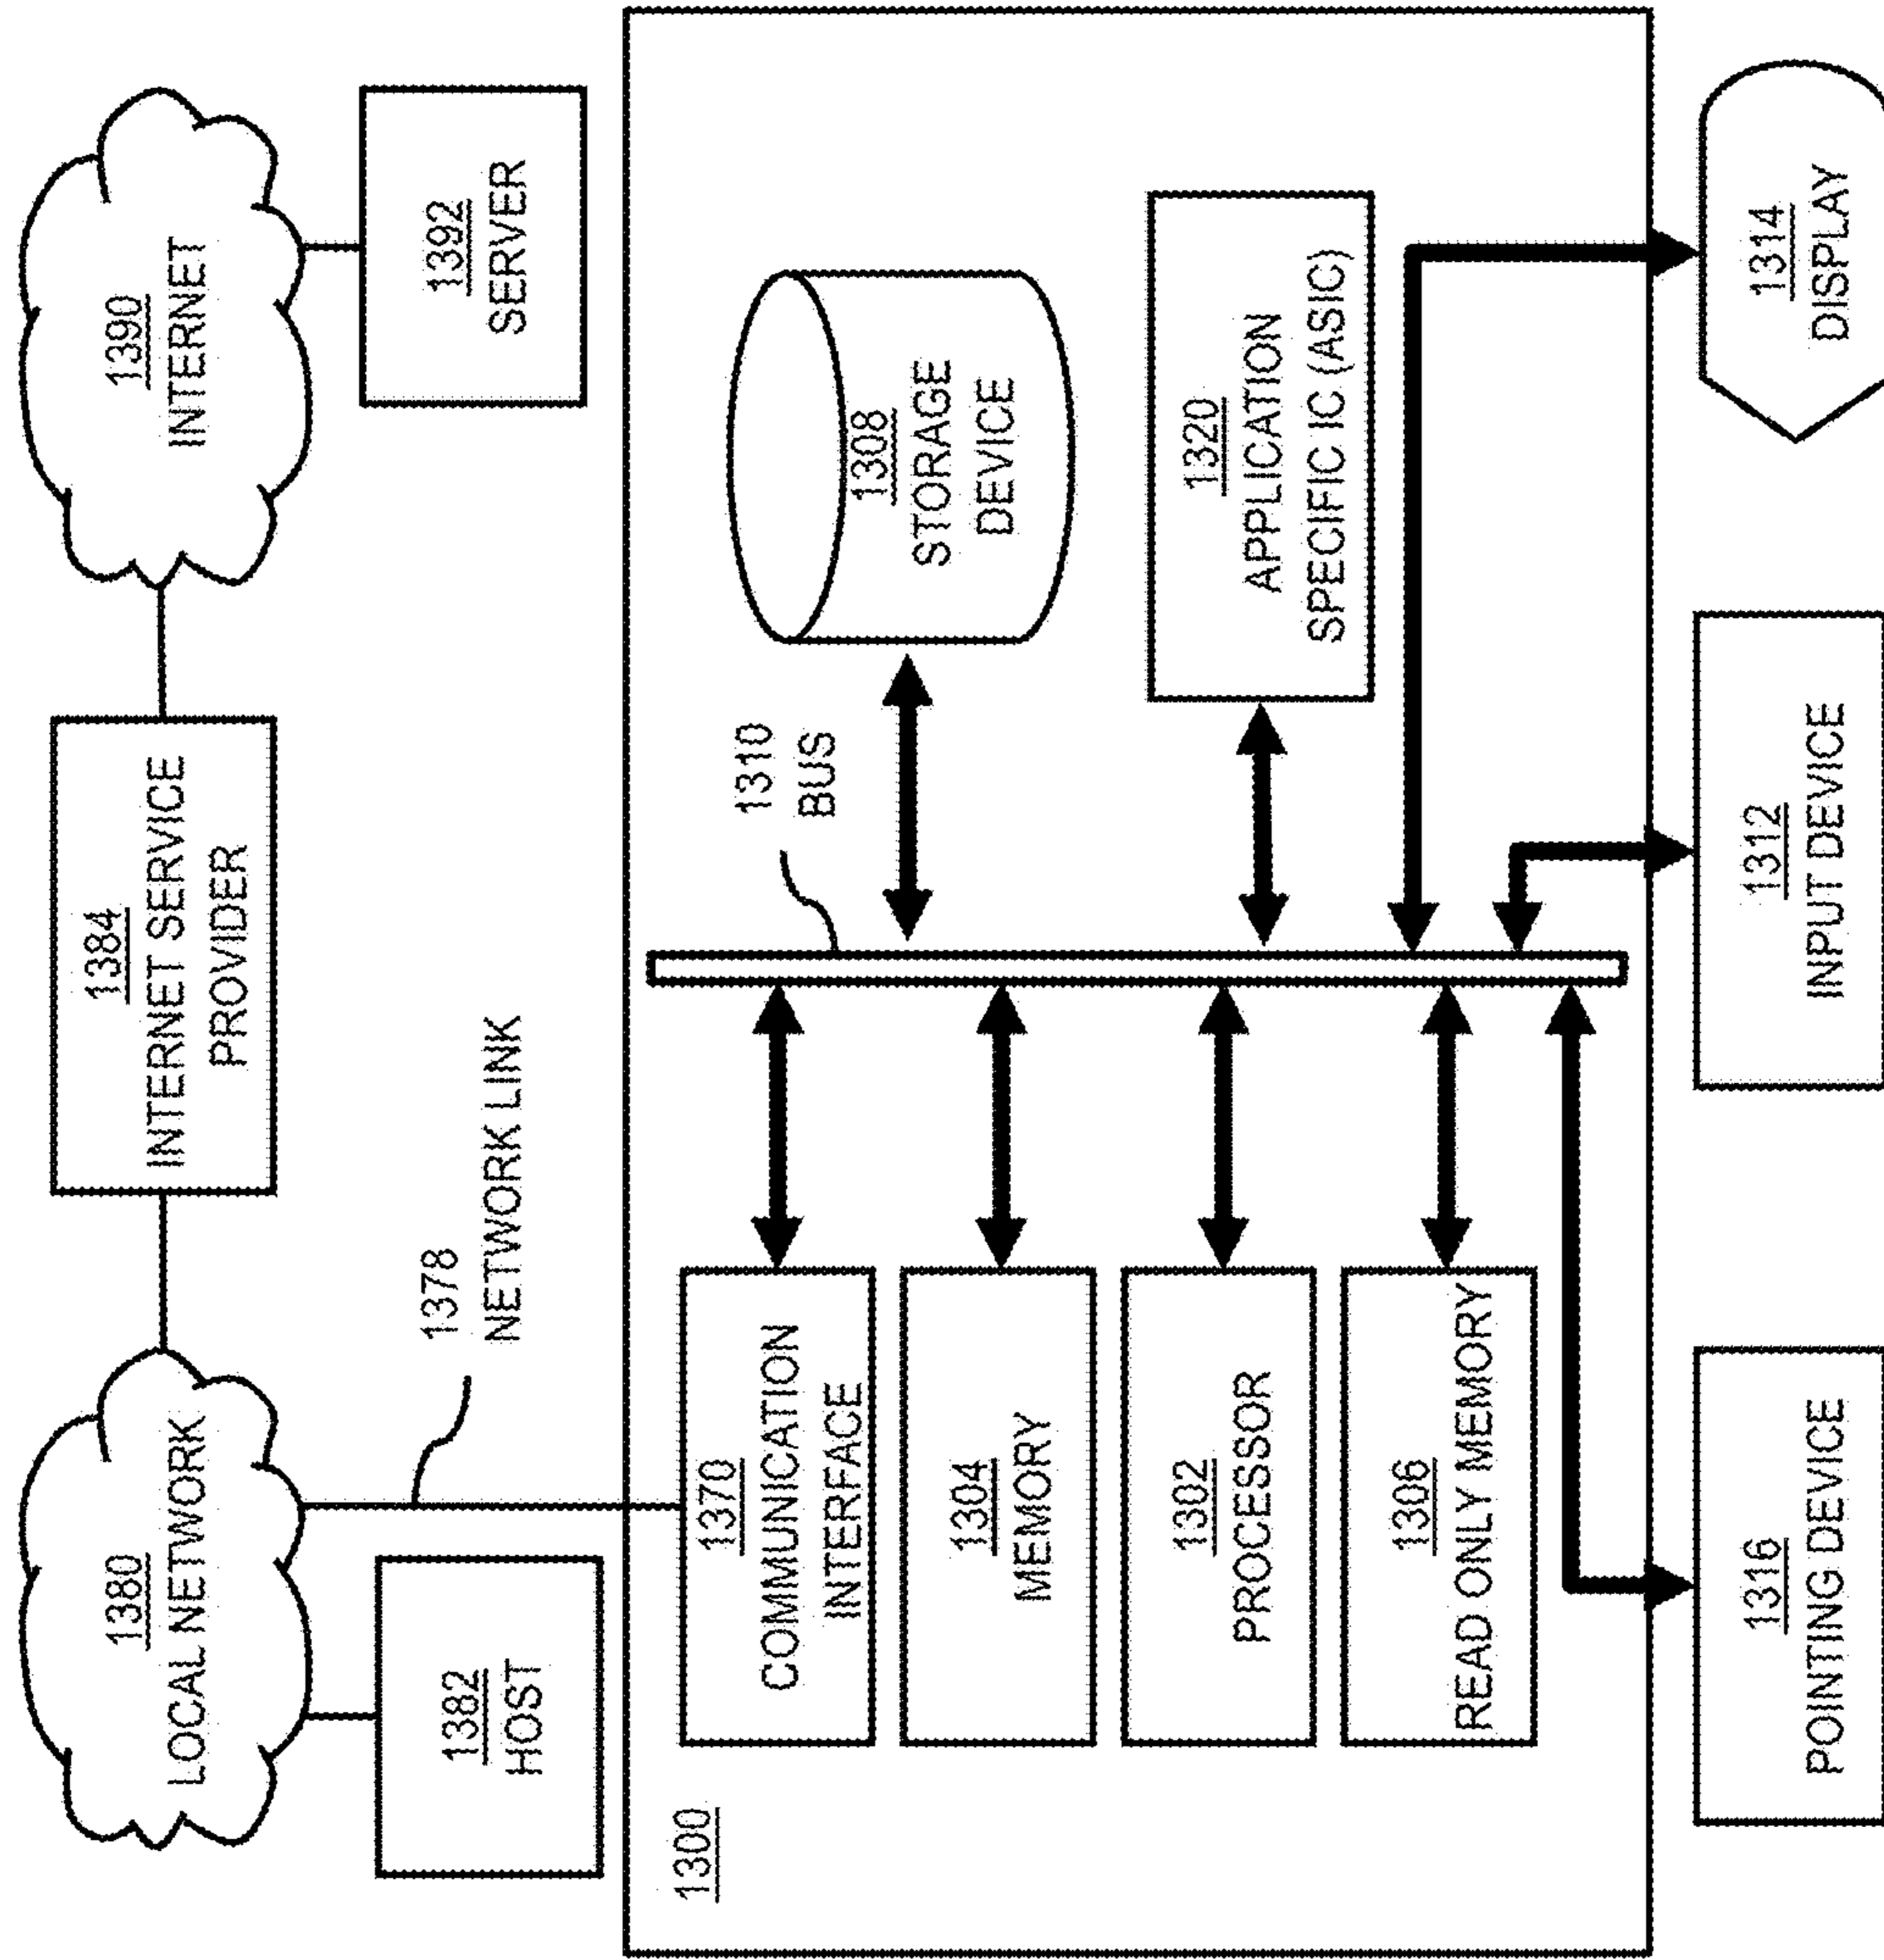 1380
LOCAL NETWORK
1384
INTERNET SERVICE
PROVIDER
1390
INTERNET
1382
HOST
1378
NETWORK LINK
1392
SERVER
1300
1370
COMMUNICATION
INTERFACE
1310
BUS
1308
STORAGE
DEVICE
1304
MEMORY
1302
PROCESSOR
1320
APPLICATION
SPECIFIC IC (ASIC)
1306
READ ONLY MEMORY
1316
POINTING DEVICE
1312
INPUT DEVICE
1314
DISPLAY